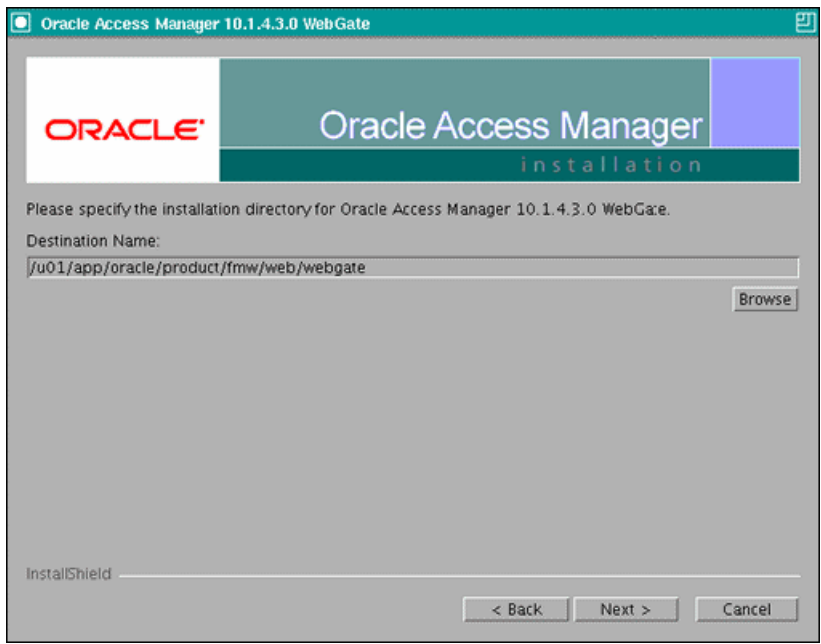 Oracle Access Manager 10.1.4.3.0 WebGate
ORACLE
Oracle Access Manager
installation
Please specify the installation directory for Oracle Access Manager 10.1.4.3.0 WebGate.
Destination Name:
/u01/app/oracle/product/fmw/web/webgate
Browse
InstallShield
< Back
Next >
Cancel